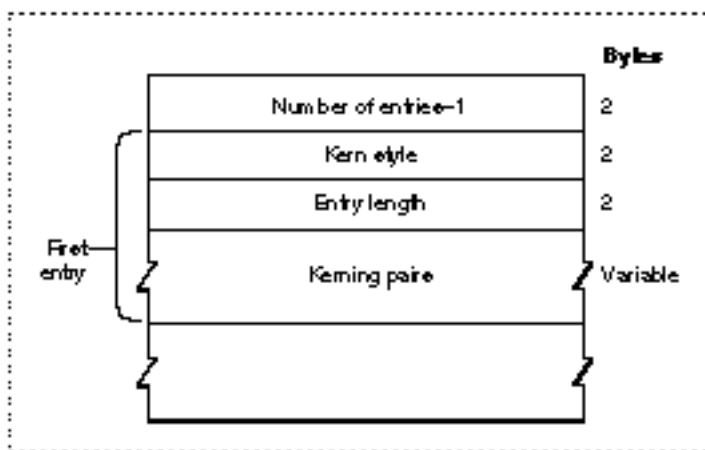 Bytes
Number of entries–1 2
Kern style 2
Entry length 2
First
entry
Kerning pairs Variable